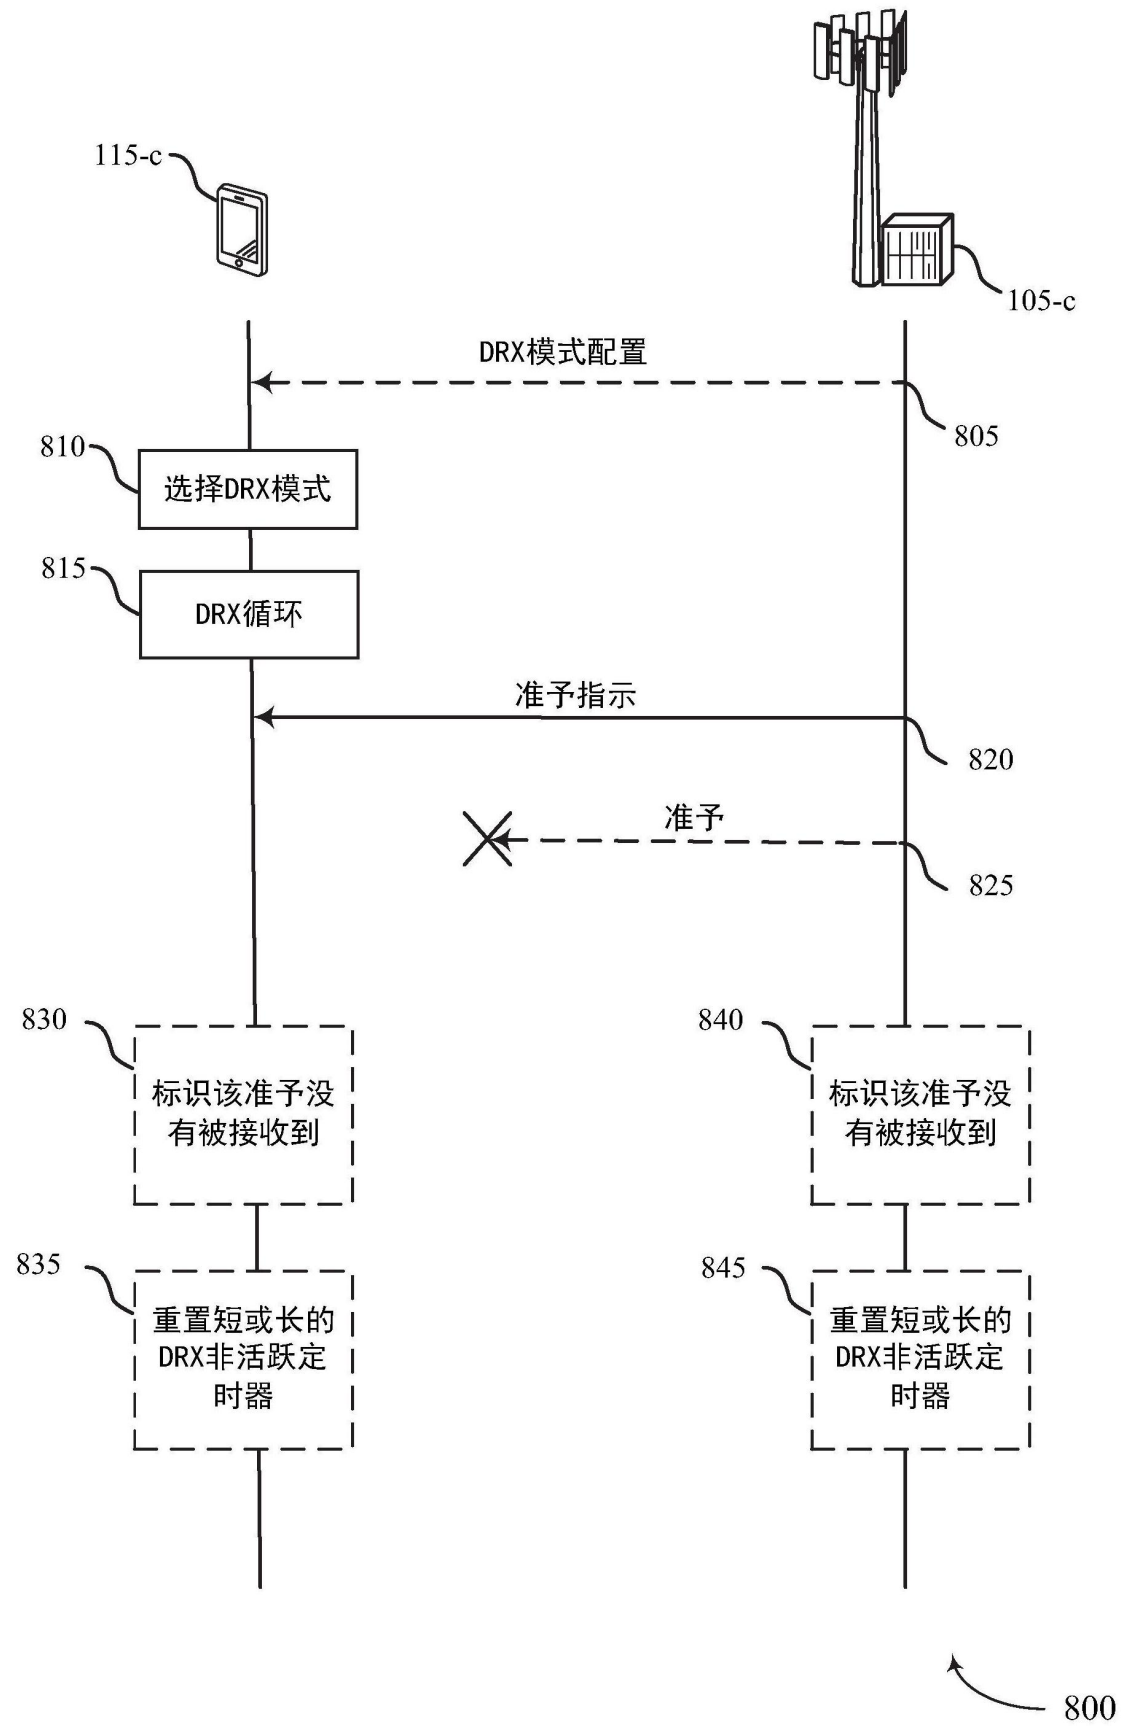 115-c
105-c
DRX模式配置
805
810
选择DRX模式
815
DRX循环
准予指示
820
准予
825
830
标识该准予没
有被接收到
840
标识该准予没
有被接收到
835
重置短或长的
DRX非活跃定
时器
845
重置短或长的
DRX非活跃定
时器
800